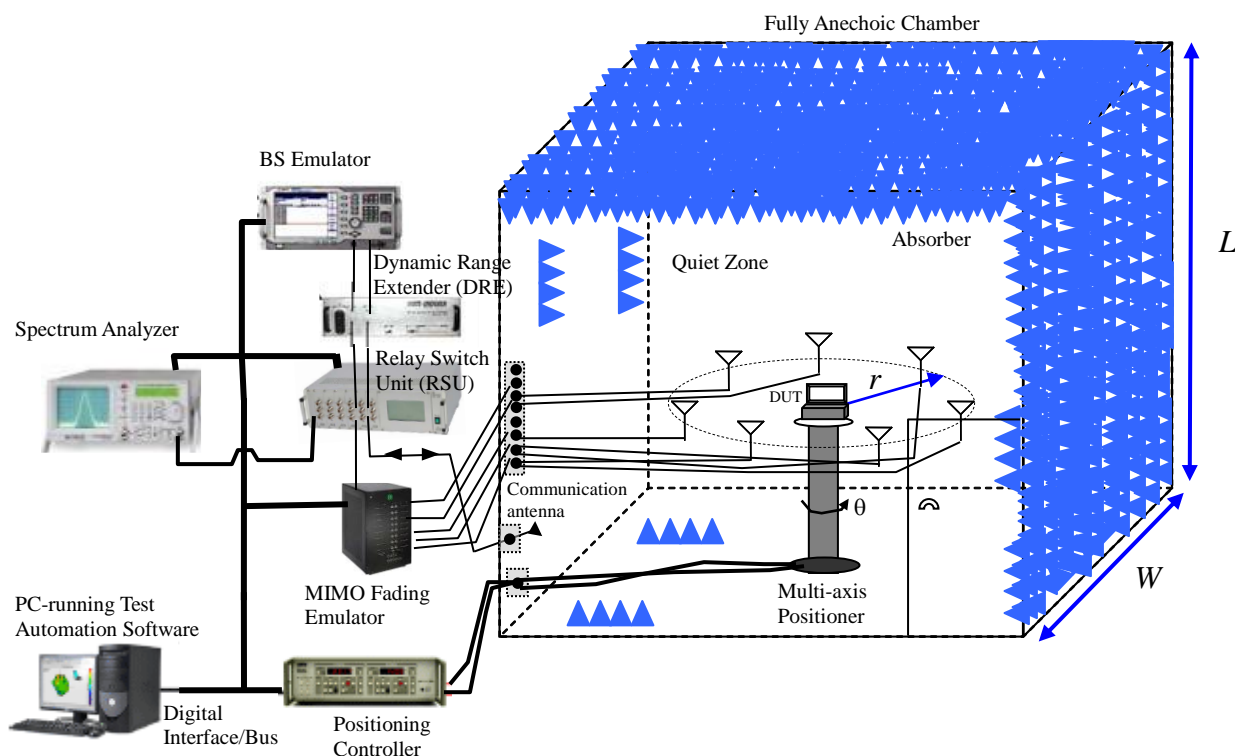 Fully Anechoic Chamber
BS Emulator
Absorber
L
Dynamic Range
Extender (DRE)
Quiet Zone
Spectrum Analyzer
Relay Switch
Unit (RSU)
r
DUT
Communication
antenna
θ
MIMO Fading
Emulator
Multi-axis
Positioner
W
PC-running Test
Automation Software
Digital
Interface/Bus
Positioning
Controller